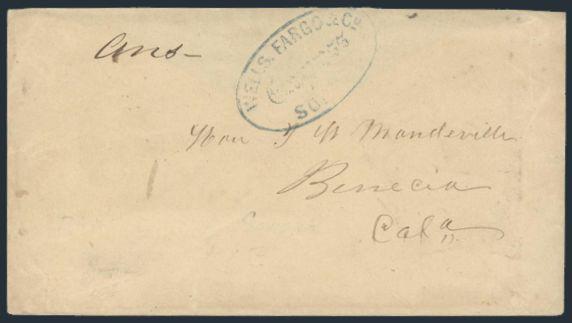 Ans
WELLS, FARGO & Co
Hon J W Mandeville
Benecia
Cala